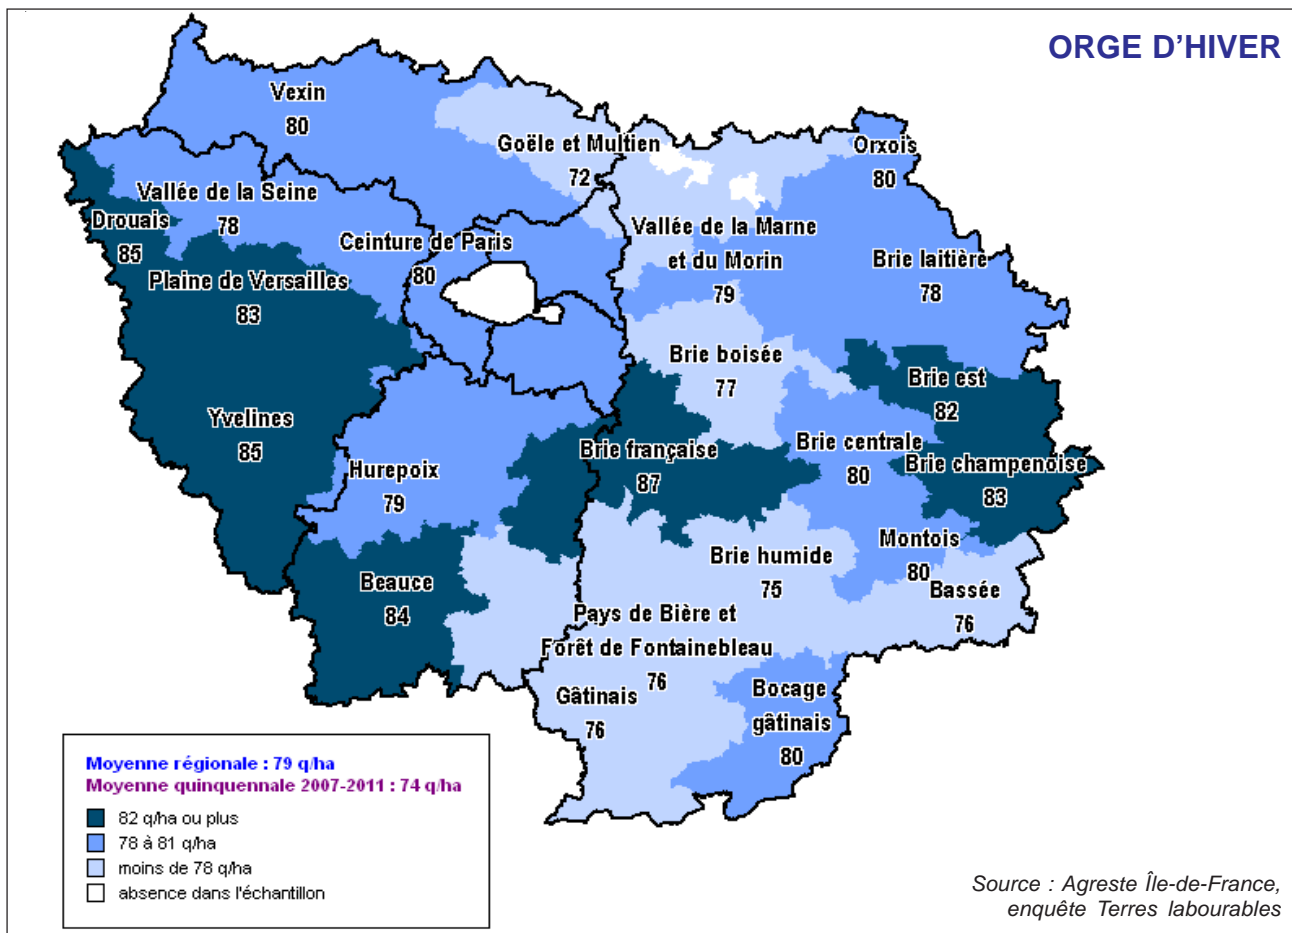 ORGE D'HIVER
Vexin
80
Goële et Multien
72
Orxois
80
Vallée de la Seine
78
Drouais
85
Ceinture de Paris
80
Vallée de la Marne
et du Morin
79
Brie laitière
78
Plaine de Versailles
83
Brie boisée
77
Brie est
82
Yvelines
85
Hurepoix
79
Brie française
87
Brie centrale
80
Brie champenoise
83
Montois
80
Brie humide
75
Beauce
84
Bassée
76
Pays de Bière et
Forêt de Fontainebleau
76
Gâtinais
76
Bocage
gâtinais
80
Moyenne régionale : 79 q/ha
Moyenne quinquennale 2007-2011 : 74 q/ha
82 q/ha ou plus
78 à 81 q/ha
moins de 78 q/ha
absence dans l'échantillon
Source : Agreste Île-de-France,
enquête Terres labourables